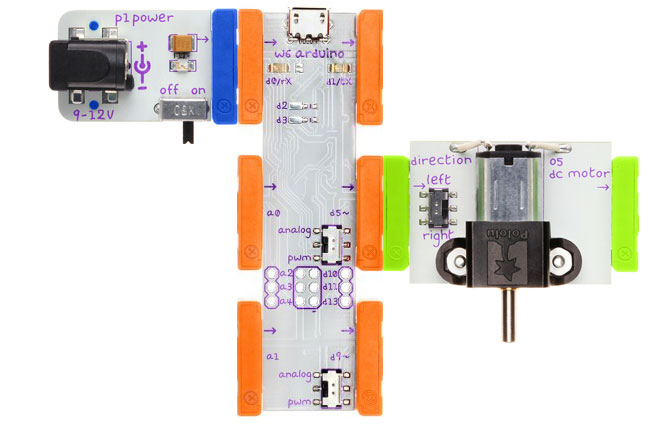 p1 power
+
-
off on
9-12V
w6 arduino
d0/rx
d1/tx
d2
d3
a0
d5~
analog
pwm
a2
d10
a3
d11
a4
d13
a1
d9~
analog
pwm
direction
left
right
o5
dc motor
Pololu